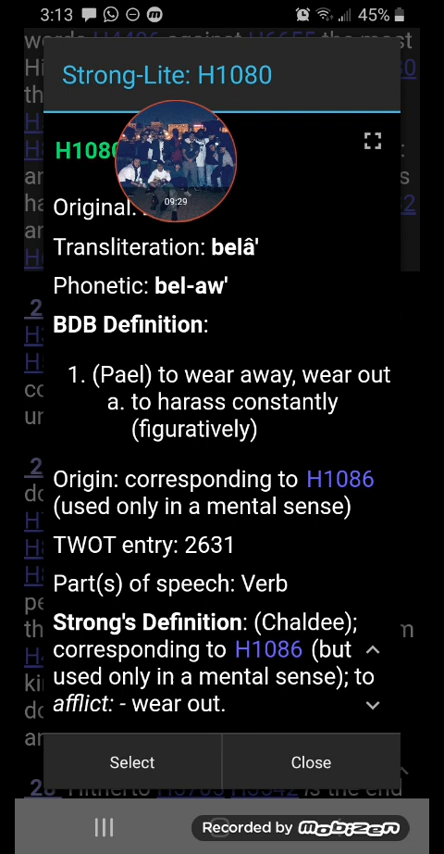 3:13 45%
Strong-Lite: H1080
H1080
09:29
Original:
Transliteration: belâ'
Phonetic: bel-aw'
BDB Definition:
1. (Pael) to wear away, wear out
a. to harass constantly
(figuratively)
Origin: corresponding to H1086
(used only in a mental sense)
TWOT entry: 2631
Part(s) of speech: Verb
Strong's Definition: (Chaldee);
corresponding to H1086 (but
used only in a mental sense); to
afflict: - wear out.
Select Close
Recorded by Mobizen